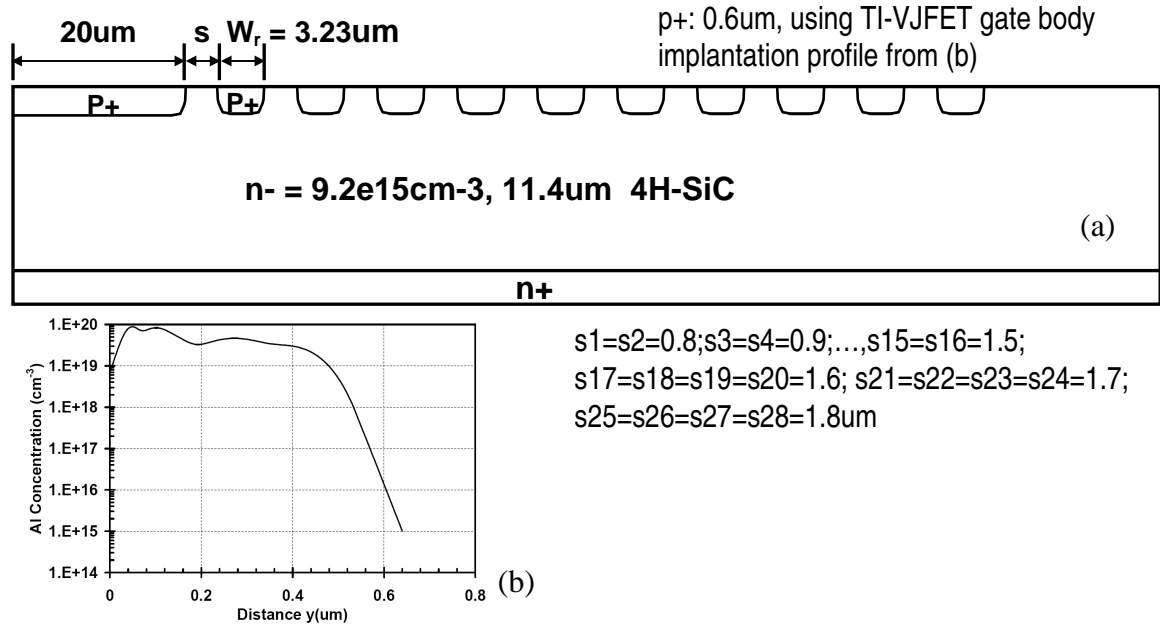 p+: 0.6um, using TI-VJFET gate body
implantation profile from (b)
20um s Wr = 3.23um
P+ P+
n- = 9.2e15cm-3, 11.4um 4H-SiC
(a)
n+
1.E+20
1.E+19
1.E+18
1.E+17
1.E+16
1.E+15
1.E+14
Al Concentration (cm-3)
0 0.2 0.4 0.6 0.8
Distance y(um)
(b)
s1=s2=0.8;s3=s4=0.9;…,s15=s16=1.5;
s17=s18=s19=s20=1.6; s21=s22=s23=s24=1.7;
s25=s26=s27=s28=1.8um